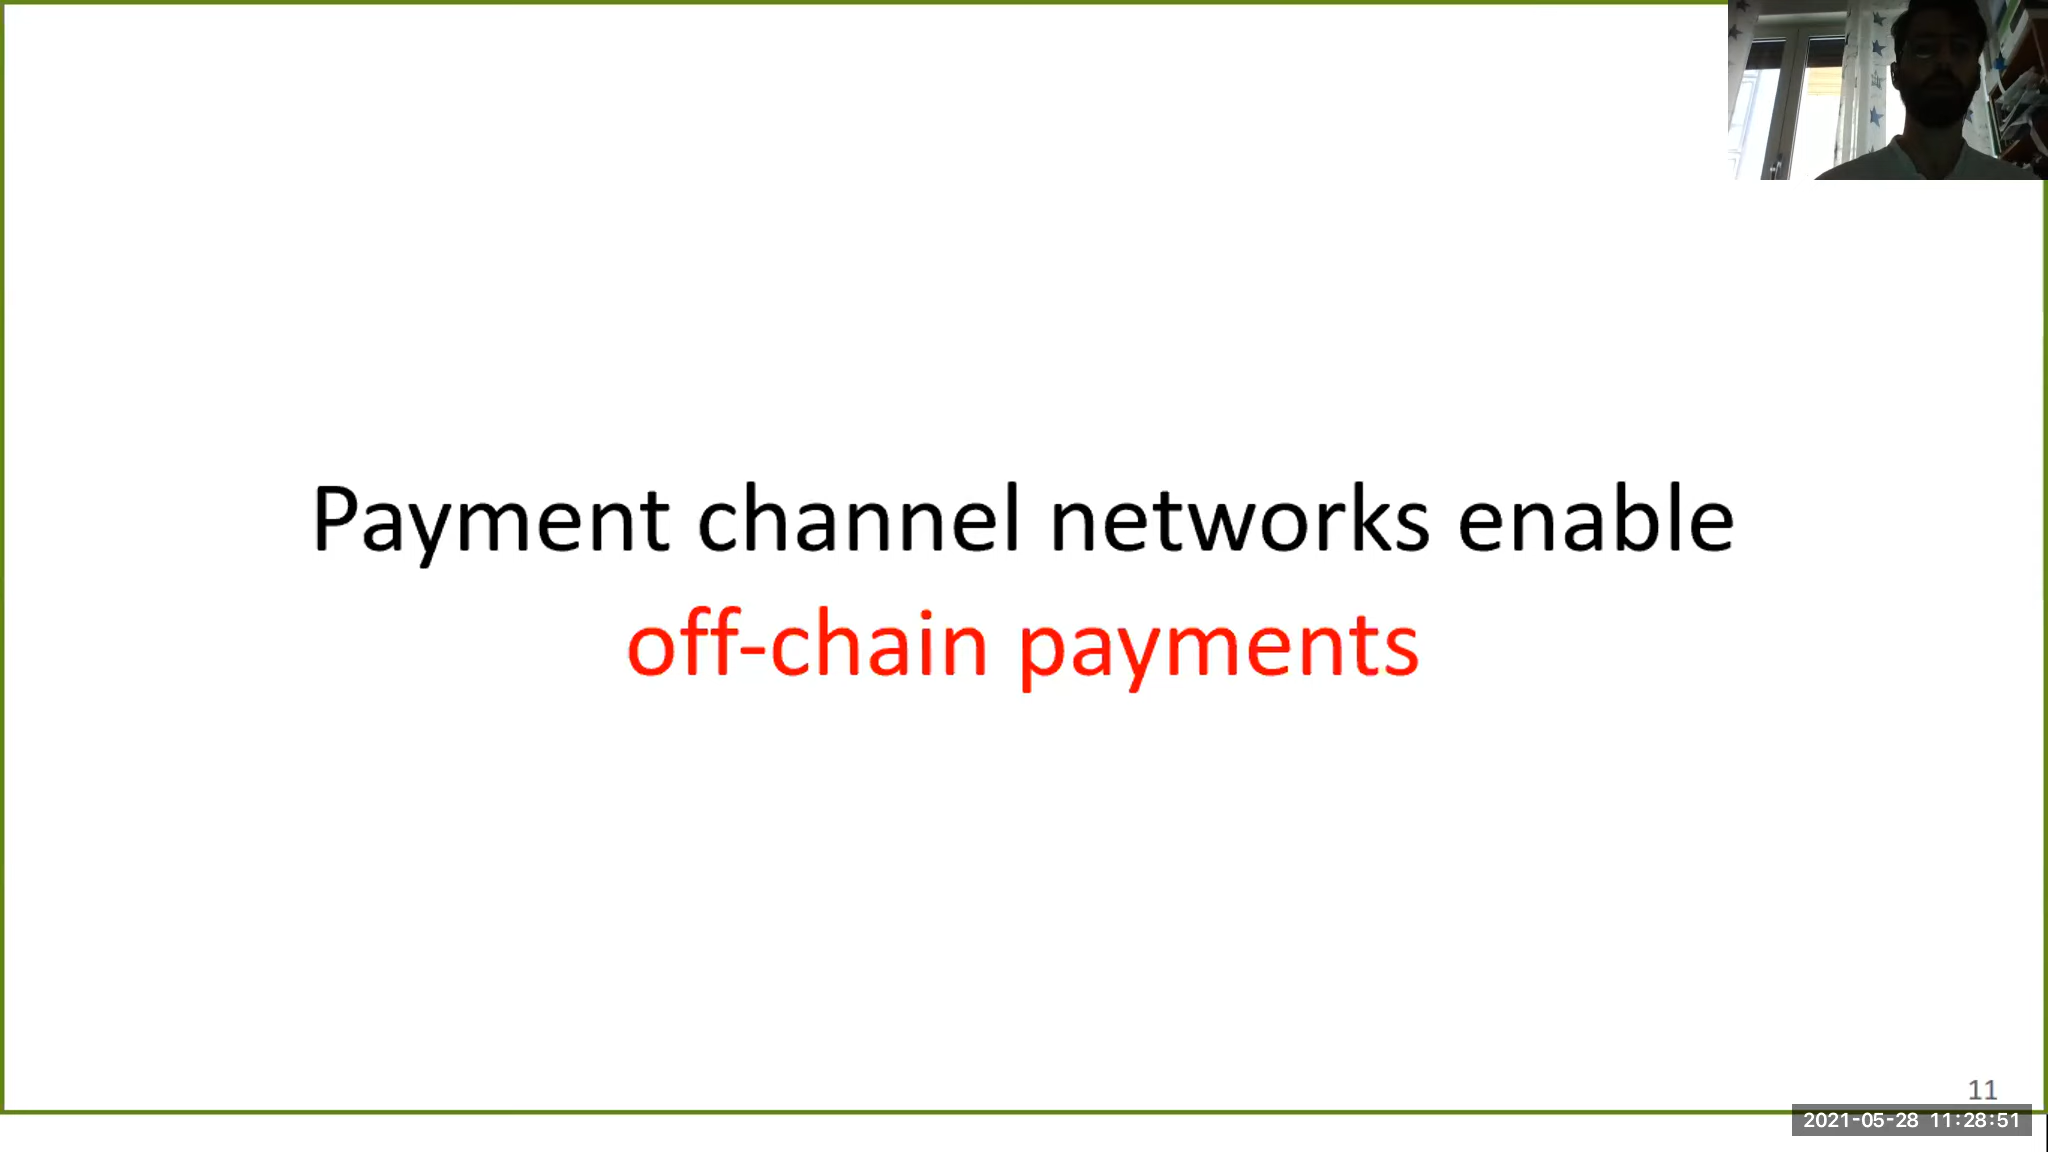 Payment channel networks enable
off-chain payments
11
2021-05-28 11:28:51